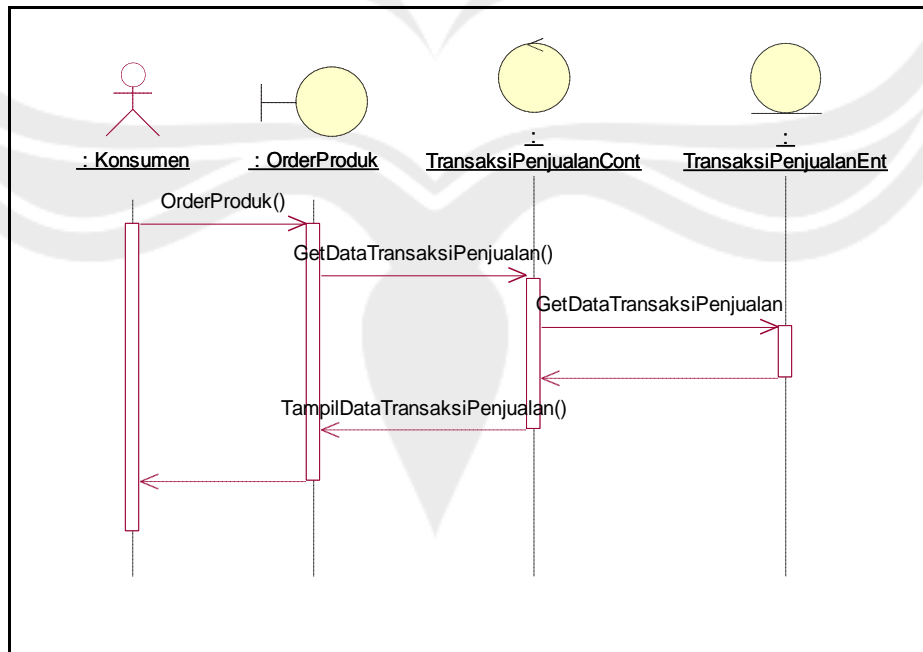 : Konsumen
: OrderProduk
:
TransaksiPenjualanCont
:
TransaksiPenjualanEnt
OrderProduk()
GetDataTransaksiPenjualan()
GetDataTransaksiPenjualan
TampilDataTransaksiPenjualan()